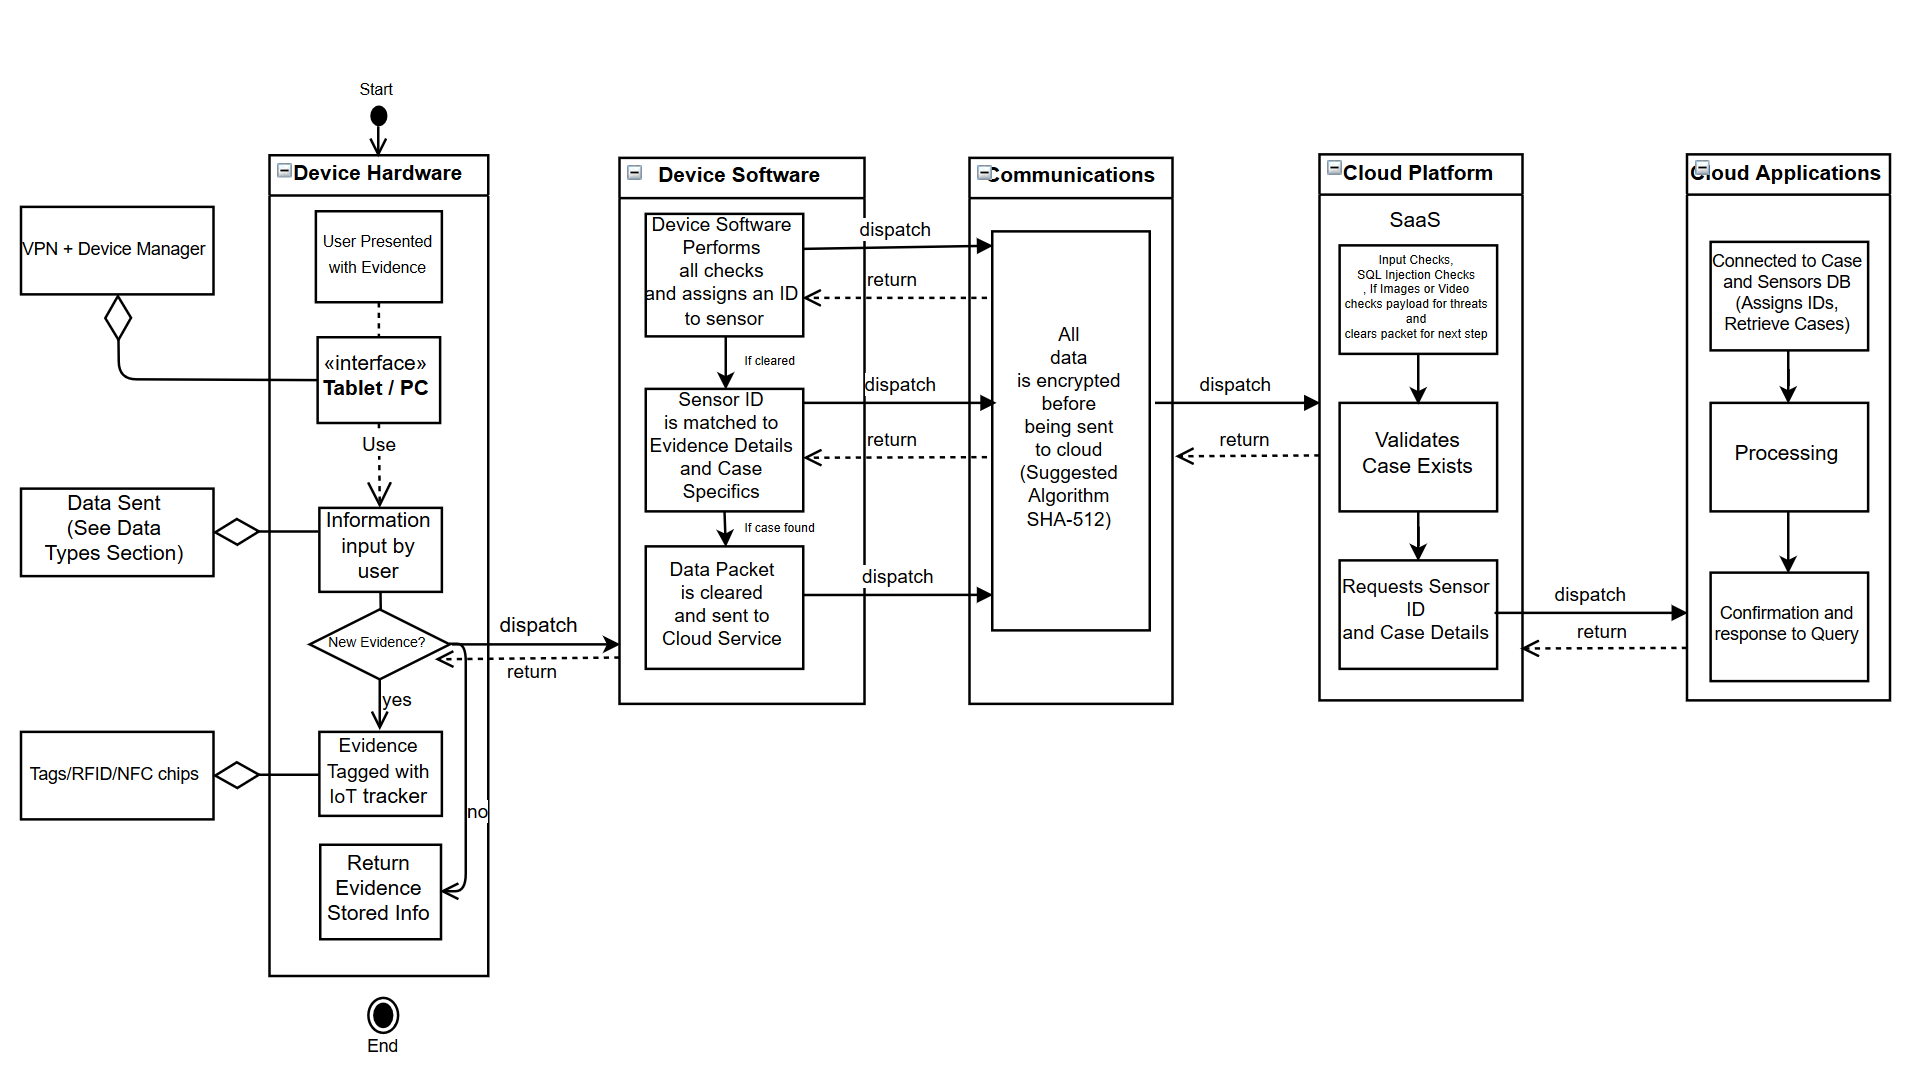 Start
Device Hardware
User Presented
with Evidence
VPN + Device Manager
«interface»
Tablet / PC
Use
Data Sent
(See Data
Types Section)
Information
input by
user
New Evidence?
yes
no
Tags/RFID/NFC chips
Evidence
Tagged with
IoT tracker
Return
Evidence
Stored Info
End
dispatch
return
Device Software
Device Software
Performs
all checks
and assigns an ID
to sensor
If cleared
Sensor ID
is matched to
Evidence Details
and Case
Specifics
If case found
Data Packet
is cleared
and sent to
Cloud Service
dispatch
return
dispatch
return
dispatch
Communications
All
data
is encrypted
before
being sent
to cloud
(Suggested
Algorithm
SHA-512)
dispatch
return
Cloud Platform
SaaS
Input Checks,
SQL Injection Checks
, If Images or Video
checks payload for threats
and
clears packet for next step
Validates
Case Exists
Requests Sensor
ID
and Case Details
dispatch
return
Cloud Applications
Connected to Case
and Sensors DB
(Assigns IDs,
Retrieve Cases)
Processing
Confirmation and
response to Query